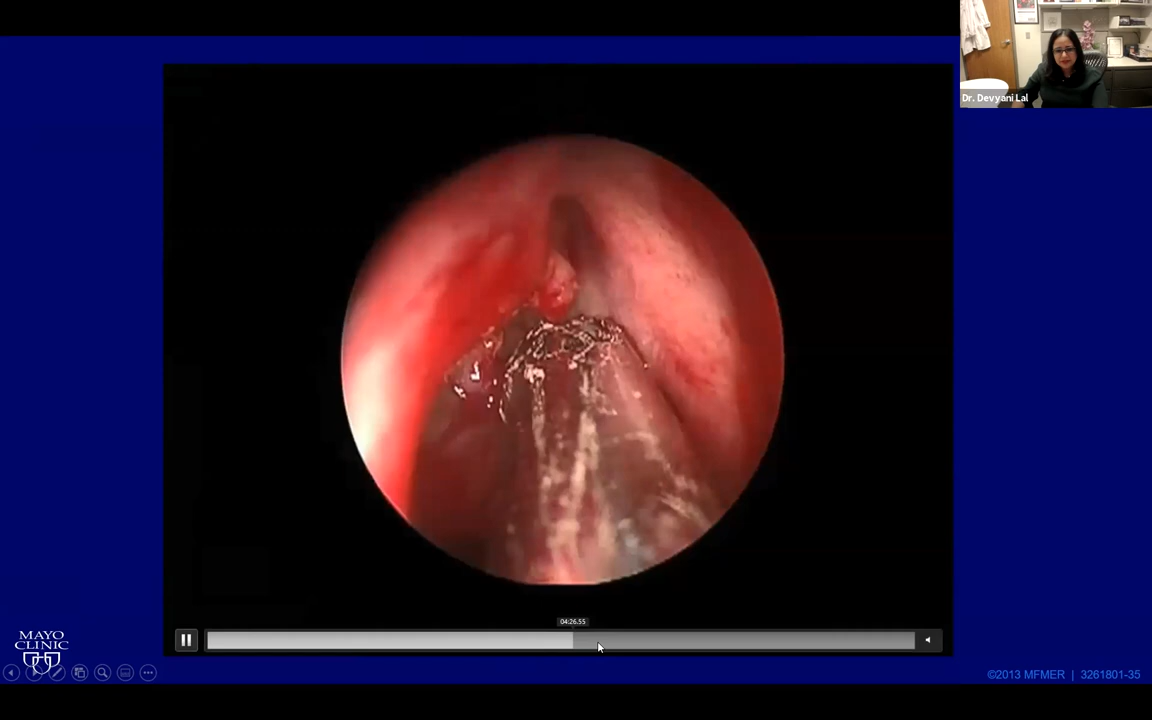 Dr. Devyani Lal
04:26.55
MAYO
CLINIC
©2013 MFMER | 3261801-35